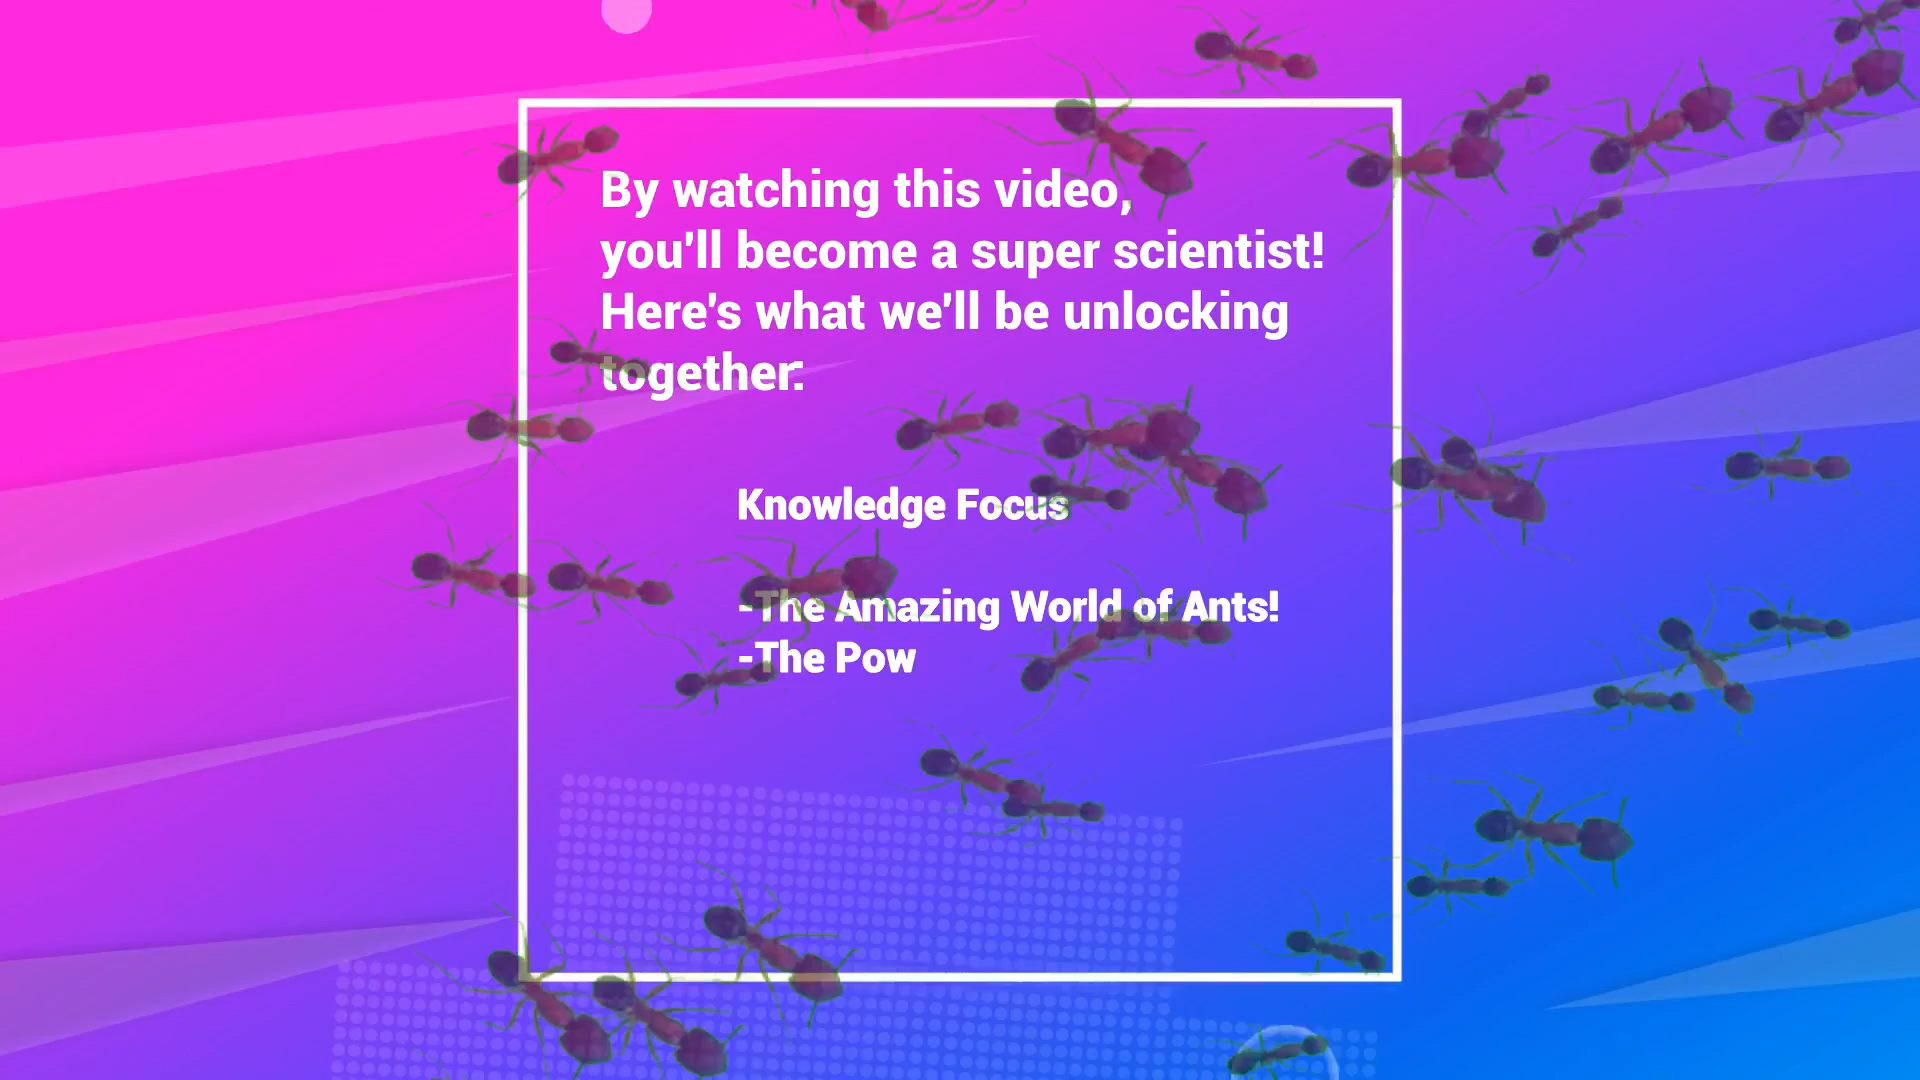 By watching this video,
you'll become a super scientist!
Here's what we'll be unlocking
together:
Knowledge Focus
-The Amazing World of Ants!
-The Pow